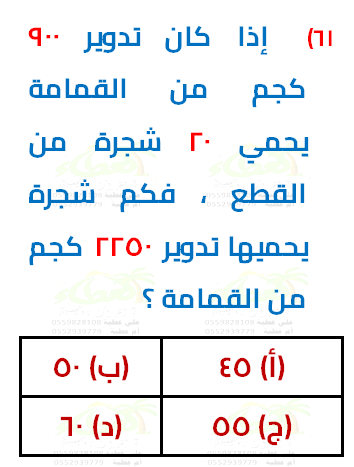 ٦١) إذا كان تدوير ٩٠٠
كجم من القمامة
يحمي ٢٠ شجرة من
القطع ، فكم شجرة
يحميها تدوير ٢٢٥٠ كجم
من القمامة ؟
(أ) ٤٥ (ب) ٥٠
(ج) ٥٥ (د) ٦٠